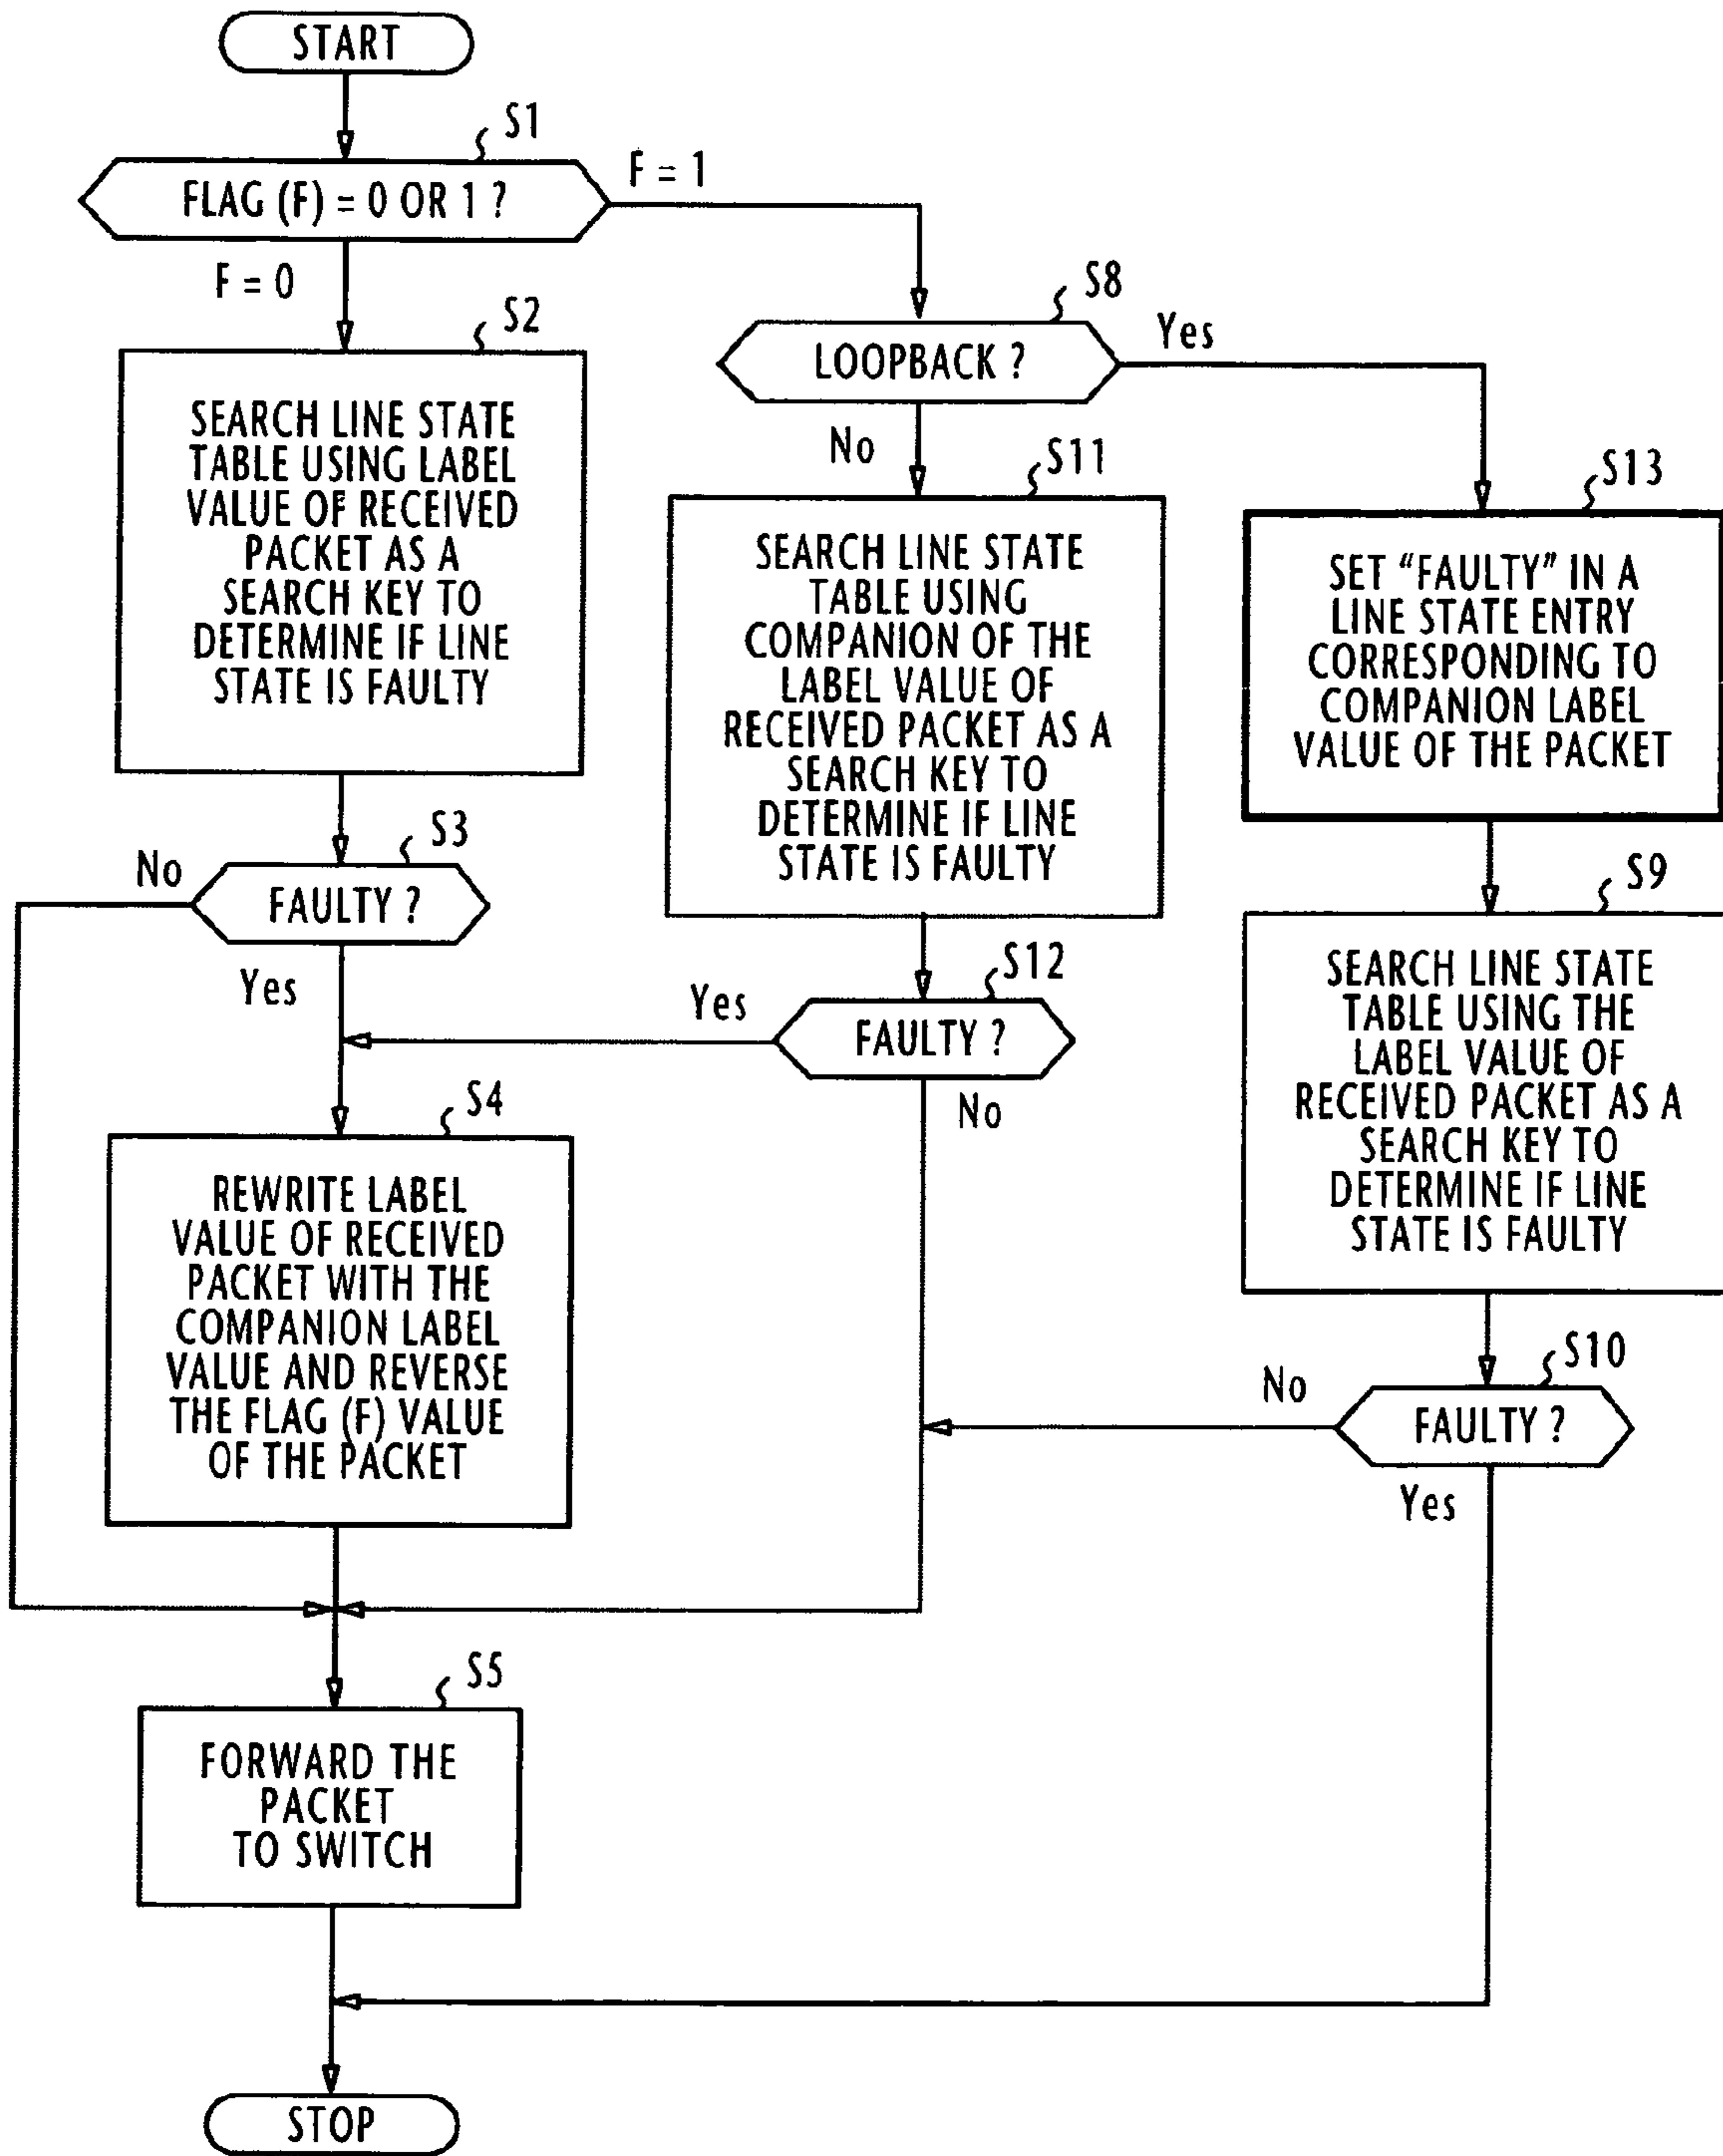 START
S1
FLAG (F) = 0 OR 1 ?
F = 1
F = 0
S2
SEARCH LINE STATE
TABLE USING LABEL
VALUE OF RECEIVED
PACKET AS A
SEARCH KEY TO
DETERMINE IF LINE
STATE IS FAULTY
S8
LOOPBACK ?
Yes
No
S11
SEARCH LINE STATE
TABLE USING
COMPANION OF THE
LABEL VALUE OF
RECEIVED PACKET AS A
SEARCH KEY TO
DETERMINE IF LINE
STATE IS FAULTY
S13
SET “FAULTY” IN A
LINE STATE ENTRY
CORRESPONDING TO
COMPANION LABEL
VALUE OF THE PACKET
S3
No
FAULTY ?
Yes
S12
Yes
FAULTY ?
No
S9
SEARCH LINE STATE
TABLE USING THE
LABEL VALUE OF
RECEIVED PACKET AS A
SEARCH KEY TO
DETERMINE IF LINE
STATE IS FAULTY
S4
REWRITE LABEL
VALUE OF RECEIVED
PACKET WITH THE
COMPANION LABEL
VALUE AND REVERSE
THE FLAG (F) VALUE
OF THE PACKET
S10
No
FAULTY ?
Yes
S5
FORWARD THE
PACKET
TO SWITCH
STOP